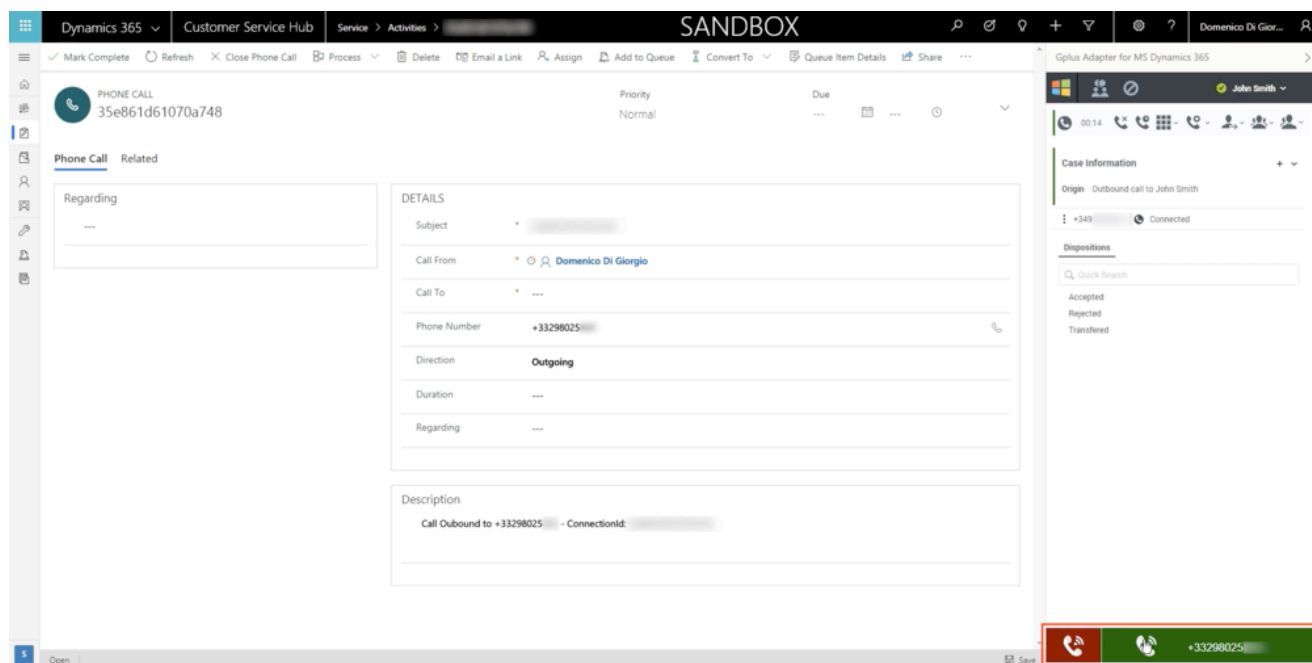 Dynamics 365 Customer Service Hub Service > Activities > SANDBOX + ? Domenico Di Gior...
Mark Complete Refresh Close Phone Call Process Delete Email a Link Assign Add to Queue Convert To Queue Item Details Share ... Gplus Adapter for MS Dynamics 365
PHONE CALL
35e861d61070a748
Priority
Normal
Due
---
---
John Smith
00:14
Phone Call Related
Regarding
---
DETAILS
Subject *
Call From * Domenico Di Giorgio
Call To * ---
Phone Number +33298025
Direction Outgoing
Duration ---
Regarding ---
Description
Call Oubound to +33298025 - ConnectionId:
Case Information
Origin Outbound call to John Smith
+349 Connected
Dispositions
Quick Search
Accepted
Rejected
Transfered
+33298025
S Open Save